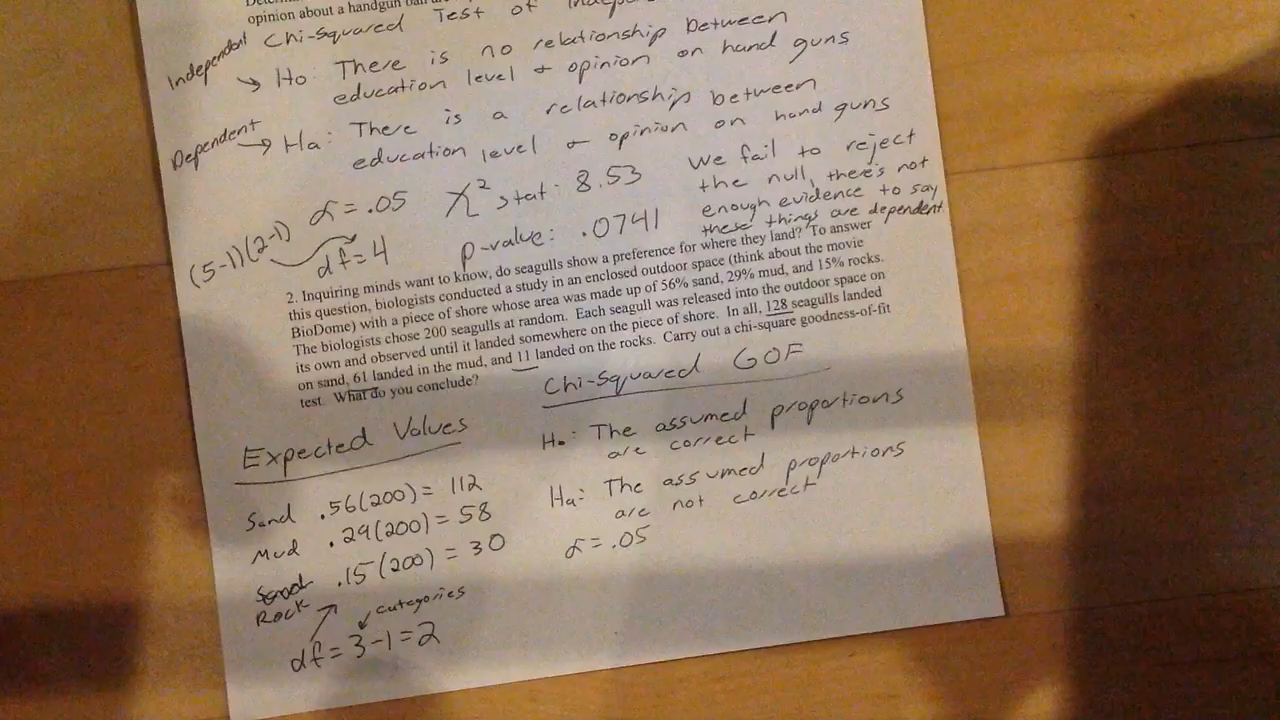 opinion about a handgun ban
Chi-Squared Test of
Independent → Ho: There is no relationship between
education level + opinion on hand guns
Dependent → Ha: There is a relationship between
education level + opinion on hand guns
α = .05 χ² stat: 8.53
(5-1)(2-1) df = 4 p-value: .0741
We fail to reject
the null, there's not
enough evidence to say
these things are dependent.
2. Inquiring minds want to know, do seagulls show a preference for where they land? To answer
this question, biologists conducted a study in an enclosed outdoor space (think about the movie
BioDome) with a piece of shore whose area was made up of 56% sand, 29% mud, and 15% rocks.
The biologists chose 200 seagulls at random. Each seagull was released into the outdoor space on
its own and observed until it landed somewhere on the piece of shore. In all, 128 seagulls landed
on sand, 61 landed in the mud, and 11 landed on the rocks. Carry out a chi-square goodness-of-fit
test. What do you conclude?
Expected Values
Sand .56(200) = 112
Mud .29(200) = 58
Rock .15(200) = 30
categories
df = 3-1 = 2
Chi-Squared GOF
Ho: The assumed proportions
are correct
Ha: The assumed proportions
are not correct
α = .05